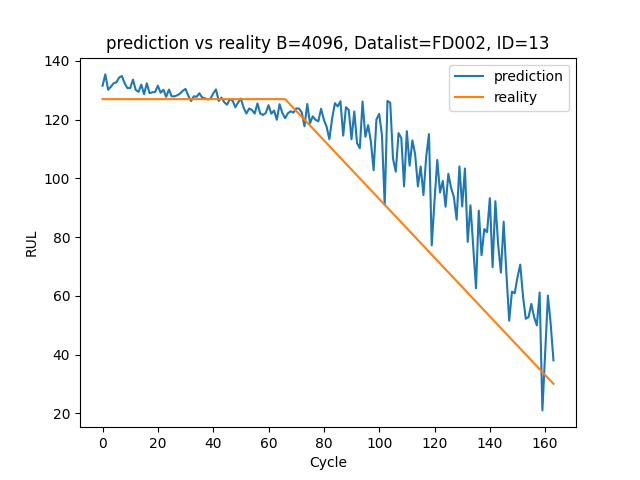 prediction vs reality B=4096, Datalist=FD002, ID=13
prediction
reality
RUL
140
120
100
80
60
40
20
0 20 40 60 80 100 120 140 160
Cycle